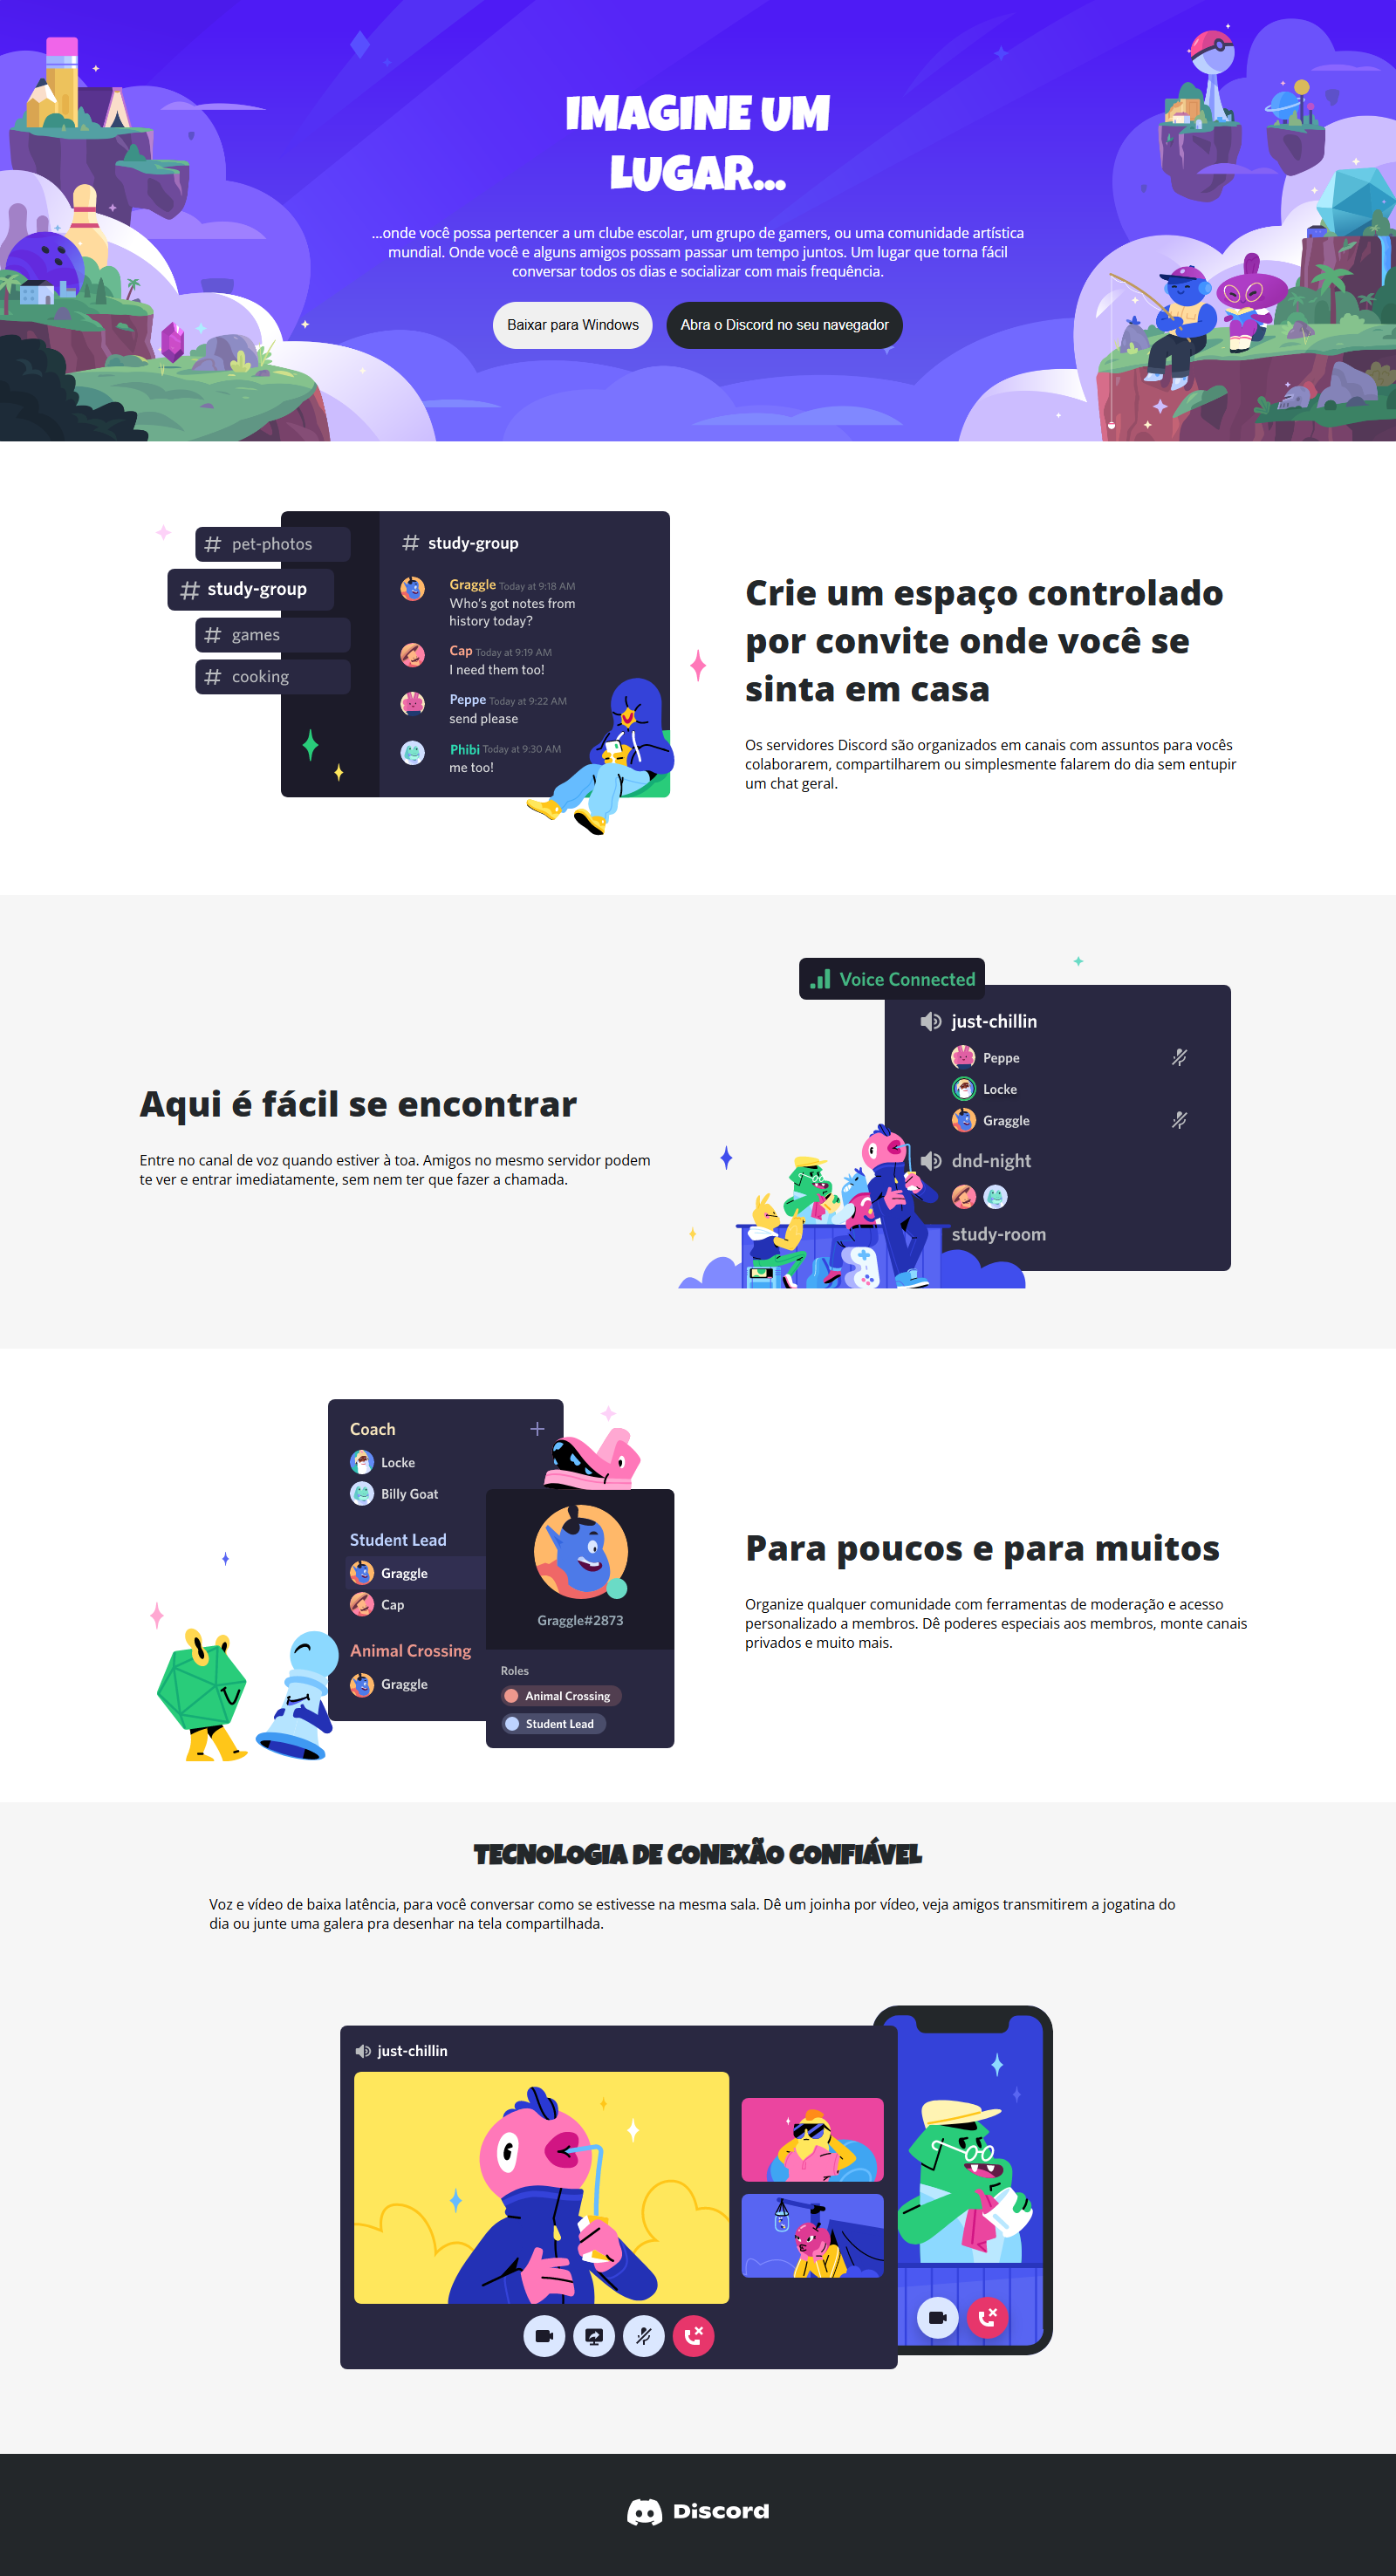 IMAGINE UM
LUGAR...
...onde você possa pertencer a um clube escolar, um grupo de gamers, ou uma comunidade artística
mundial. Onde você e alguns amigos possam passar um tempo juntos. Um lugar que torna fácil
conversar todos os dias e socializar com mais frequência.
Baixar para Windows
Abra o Discord no seu navegador
# pet-photos
# study-group
# games
# cooking
# study-group
Graggle Today at 9:18 AM
Who's got notes from
history today?
Cap Today at 9:19 AM
I need them too!
Peppe Today at 9:22 AM
send please
Phibi Today at 9:30 AM
me too!
Crie um espaço controlado
por convite onde você se
sinta em casa
Os servidores Discord são organizados em canais com assuntos para vocês
colaborarem, compartilharem ou simplesmente falarem do dia sem entupir
um chat geral.
Aqui é fácil se encontrar
Entre no canal de voz quando estiver à toa. Amigos no mesmo servidor podem
te ver e entrar imediatamente, sem nem ter que fazer a chamada.
Voice Connected
just-chillin
Peppe
Locke
Graggle
dnd-night
study-room
Coach
Locke
Billy Goat
Student Lead
Graggle
Cap
Animal Crossing
Graggle
Graggle#2873
Roles
Animal Crossing
Student Lead
Para poucos e para muitos
Organize qualquer comunidade com ferramentas de moderação e acesso
personalizado a membros. Dê poderes especiais aos membros, monte canais
privados e muito mais.
TECNOLOGIA DE CONEXÃO CONFIÁVEL
Voz e vídeo de baixa latência, para você conversar como se estivesse na mesma sala. Dê um joinha por vídeo, veja amigos transmitirem a jogatina do
dia ou junte uma galera pra desenhar na tela compartilhada.
just-chillin
Discord